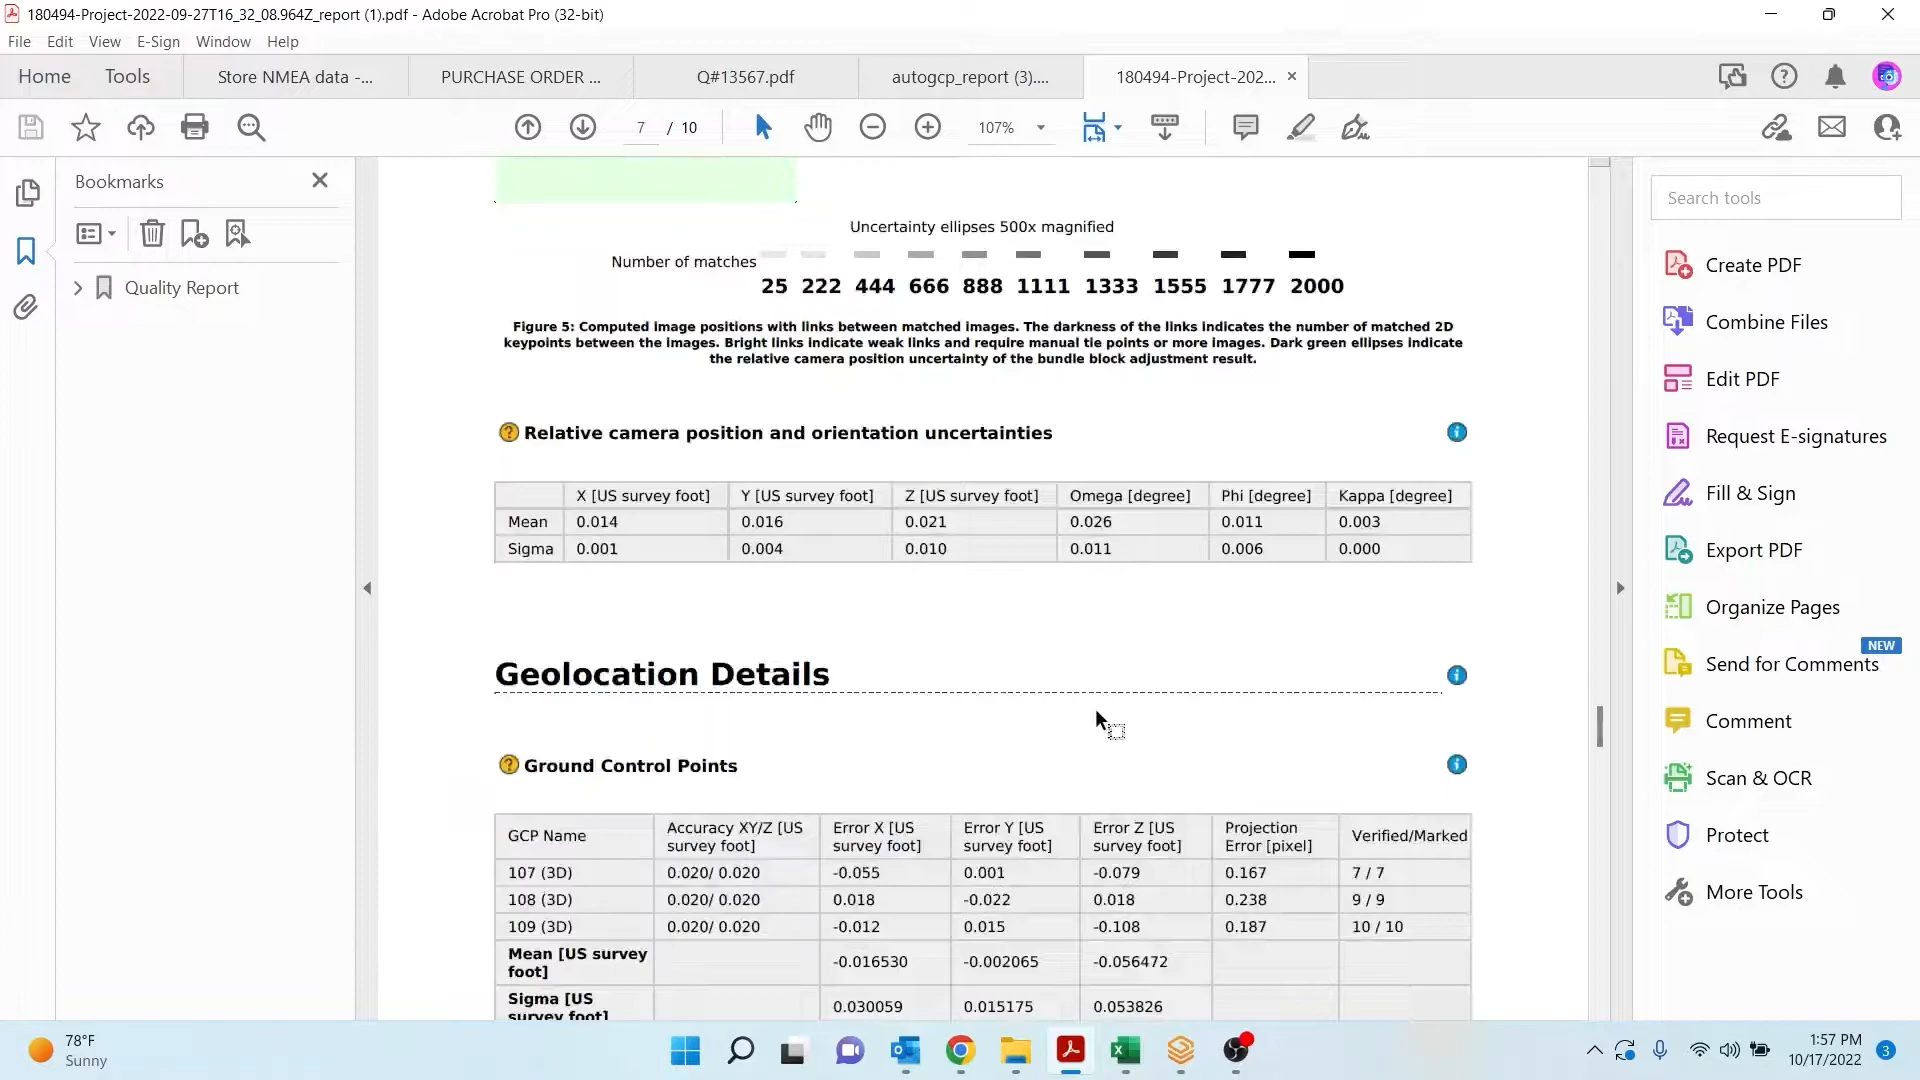 180494-Project-2022-09-27T16_32_08.964Z_report (1).pdf - Adobe Acrobat Pro (32-bit)
File Edit View E-Sign Window Help
Home Tools Store NMEA data -... PURCHASE ORDER ... Q#13567.pdf autogcp_report (3).... 180494-Project-202...
7 / 10 107%
Bookmarks
Quality Report
Uncertainty ellipses 500x magnified
Number of matches
25 222 444 666 888 1111 1333 1555 1777 2000
Figure 5: Computed image positions with links between matched images. The darkness of the links indicates the number of matched 2D
keypoints between the images. Bright links indicate weak links and require manual tie points or more images. Dark green ellipses indicate
the relative camera position uncertainty of the bundle block adjustment result.
Relative camera position and orientation uncertainties
X [US survey foot] Y [US survey foot] Z [US survey foot] Omega [degree] Phi [degree] Kappa [degree]
Mean 0.014 0.016 0.021 0.026 0.011 0.003
Sigma 0.001 0.004 0.010 0.011 0.006 0.000
Geolocation Details
Ground Control Points
GCP Name Accuracy XY/Z [US survey foot] Error X [US survey foot] Error Y [US survey foot] Error Z [US survey foot] Projection Error [pixel] Verified/Marked
107 (3D) 0.020/ 0.020 -0.055 0.001 -0.079 0.167 7 / 7
108 (3D) 0.020/ 0.020 0.018 -0.022 0.018 0.238 9 / 9
109 (3D) 0.020/ 0.020 -0.012 0.015 -0.108 0.187 10 / 10
Mean [US survey foot] -0.016530 -0.002065 -0.056472
Sigma [US survey foot] 0.030059 0.015175 0.053826
Search tools
Create PDF
Combine Files
Edit PDF
Request E-signatures
Fill & Sign
Export PDF
Organize Pages
NEW
Send for Comments
Comment
Scan & OCR
Protect
More Tools
78°F
Sunny
1:57 PM
10/17/2022
3